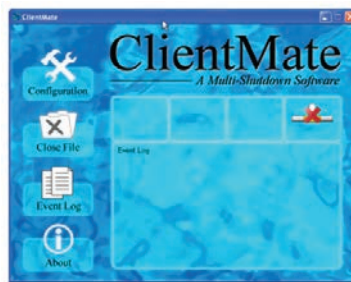 ClientMate
ClientMate
A Multi-Shutdown Software
Configuration
Close File
Event Log
Event Log
About